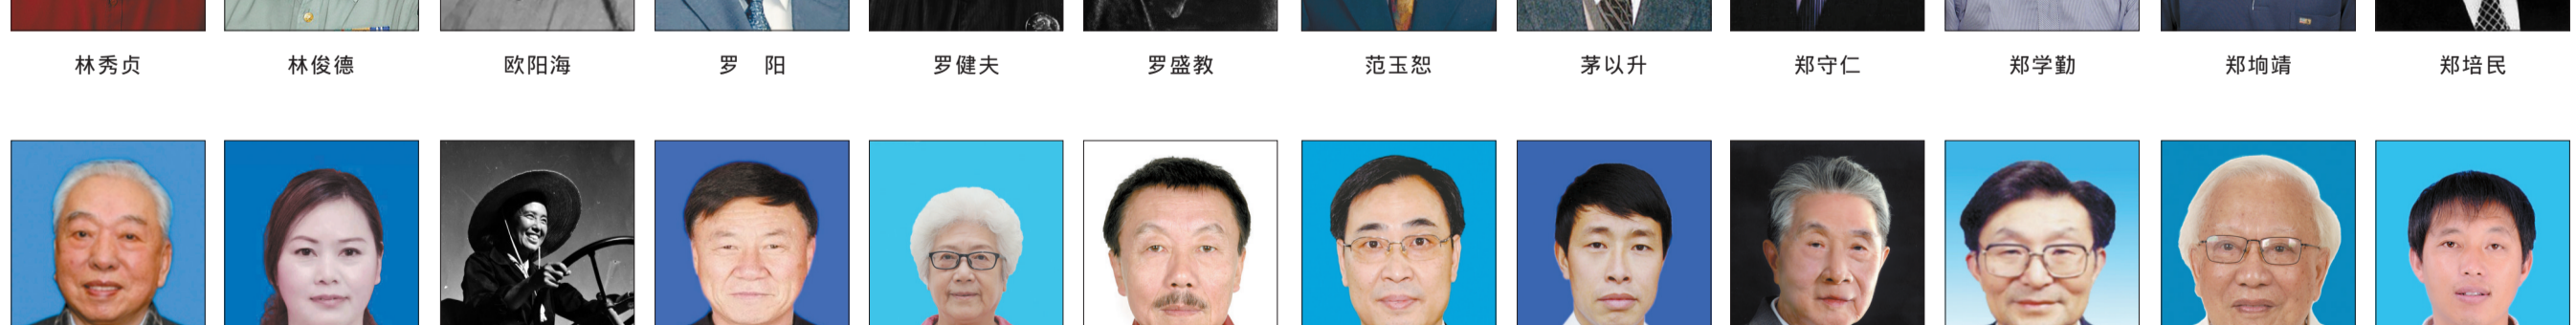 林秀贞 林俊德 欧阳海 罗 阳 罗健夫 罗盛教 范玉恕 茅以升 郑守仁 郑学勤 郑垧靖 郑培民